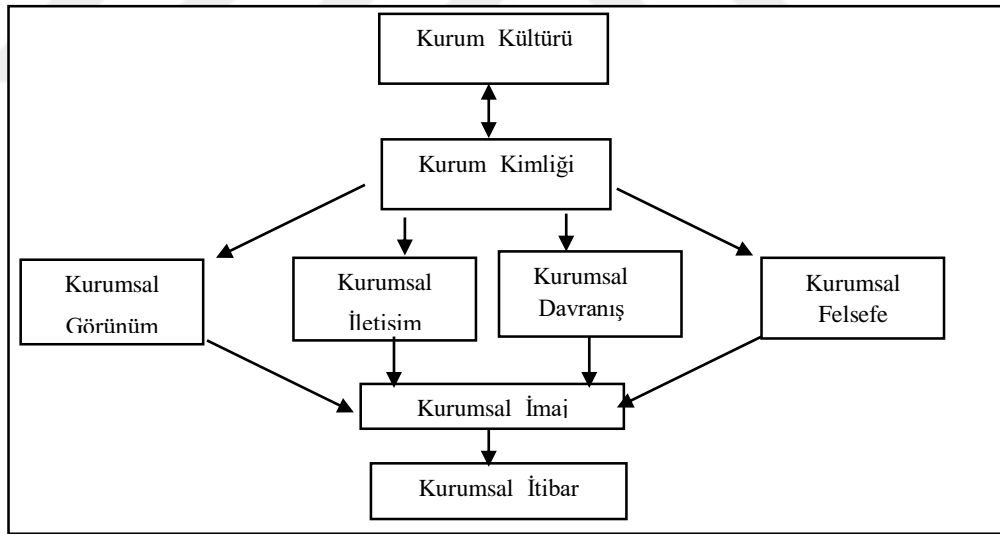 Kurum Kültürü
Kurum Kimliği
Kurumsal
Görünüm
Kurumsal
İletişim
Kurumsal
Davranış
Kurumsal
Felsefe
Kurumsal İmaj
Kurumsal İtibar